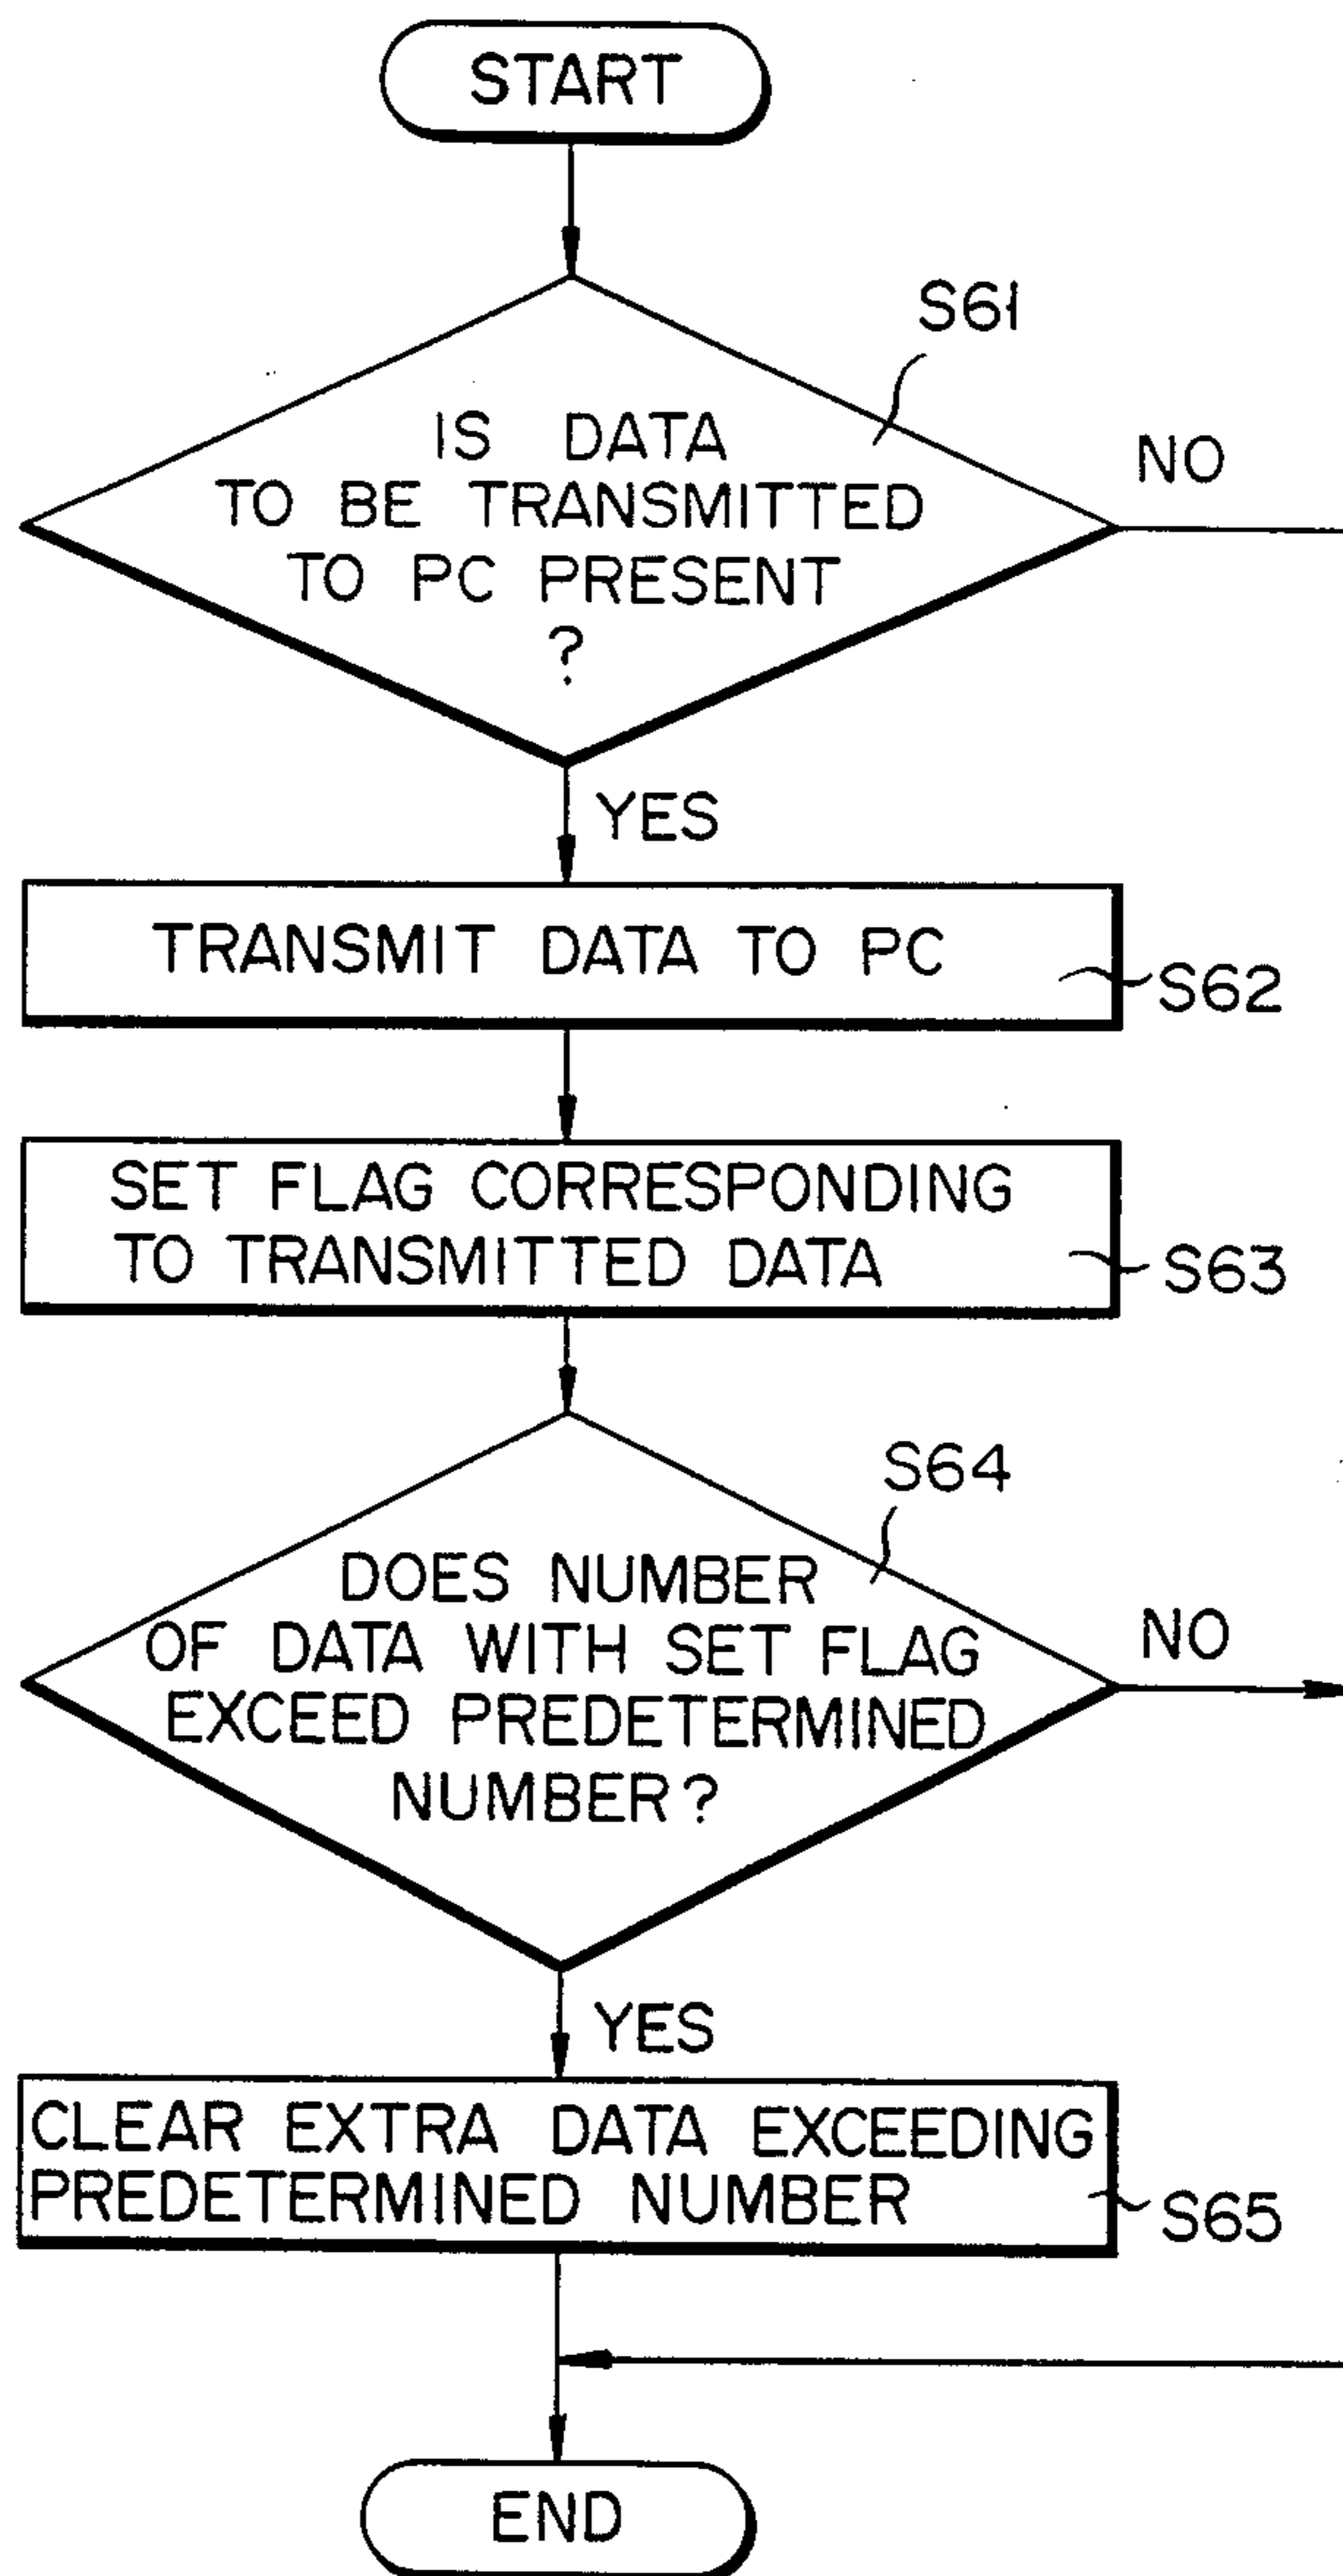 START
S61
IS DATA
TO BE TRANSMITTED
TO PC PRESENT
?
NO
YES
TRANSMIT DATA TO PC
S62
SET FLAG CORRESPONDING
TO TRANSMITTED DATA
S63
S64
DOES NUMBER
OF DATA WITH SET FLAG
EXCEED PREDETERMINED
NUMBER?
NO
YES
CLEAR EXTRA DATA EXCEEDING
PREDETERMINED NUMBER
S65
END